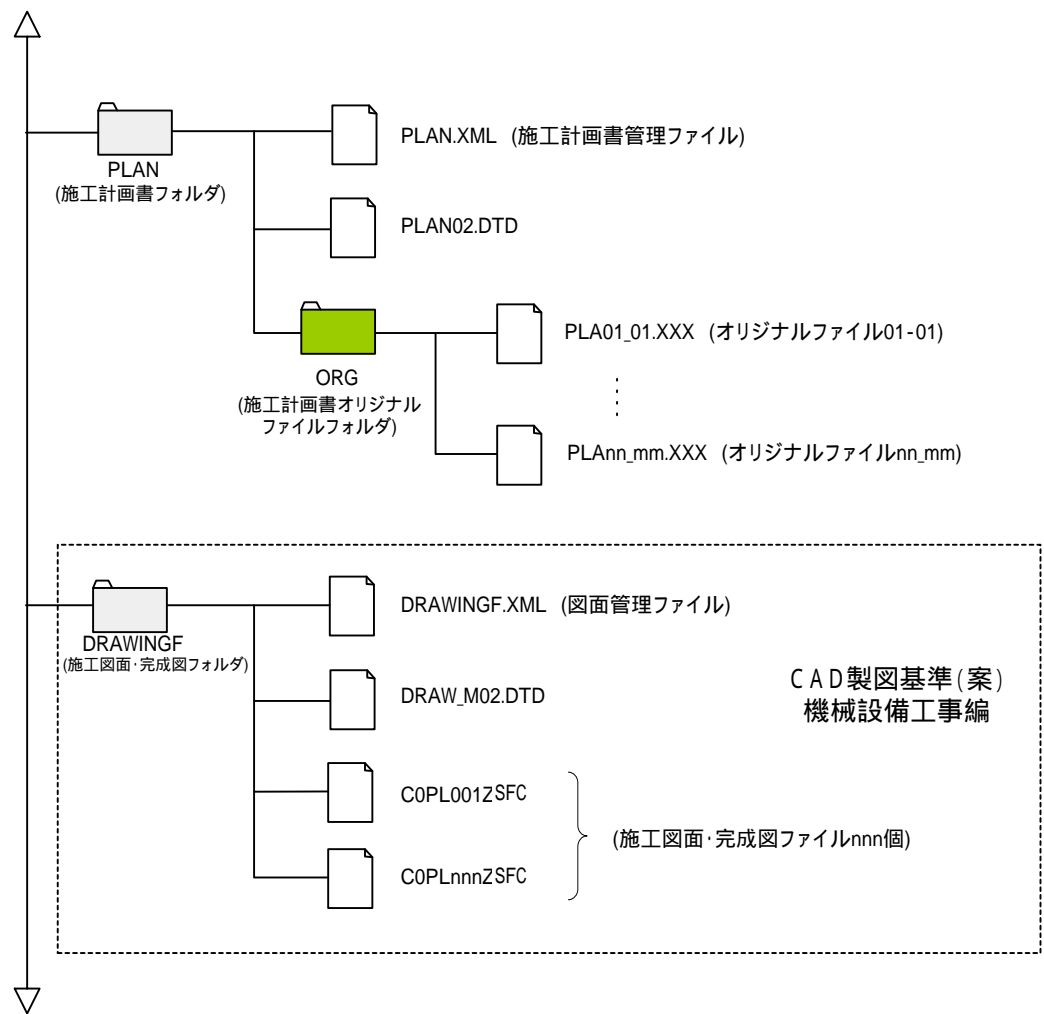 PLAN.XML (施工計画書管理ファイル)
PLAN
(施工計画書フォルダ)
PLAN02.DTD
PLA01_01.XXX (オリジナルファイル01-01)
ORG
(施工計画書オリジナル
ファイルフォルダ)
PLAnn_mm.XXX (オリジナルファイルnn_mm)
DRAWINGF.XML (図面管理ファイル)
DRAWINGF
(施工図面・完成図フォルダ)
CAD製図基準(案)
機械設備工事編
DRAW_M02.DTD
C0PL001ZSFC
(施工図面・完成図ファイルnnn個)
C0PLnnnZSFC